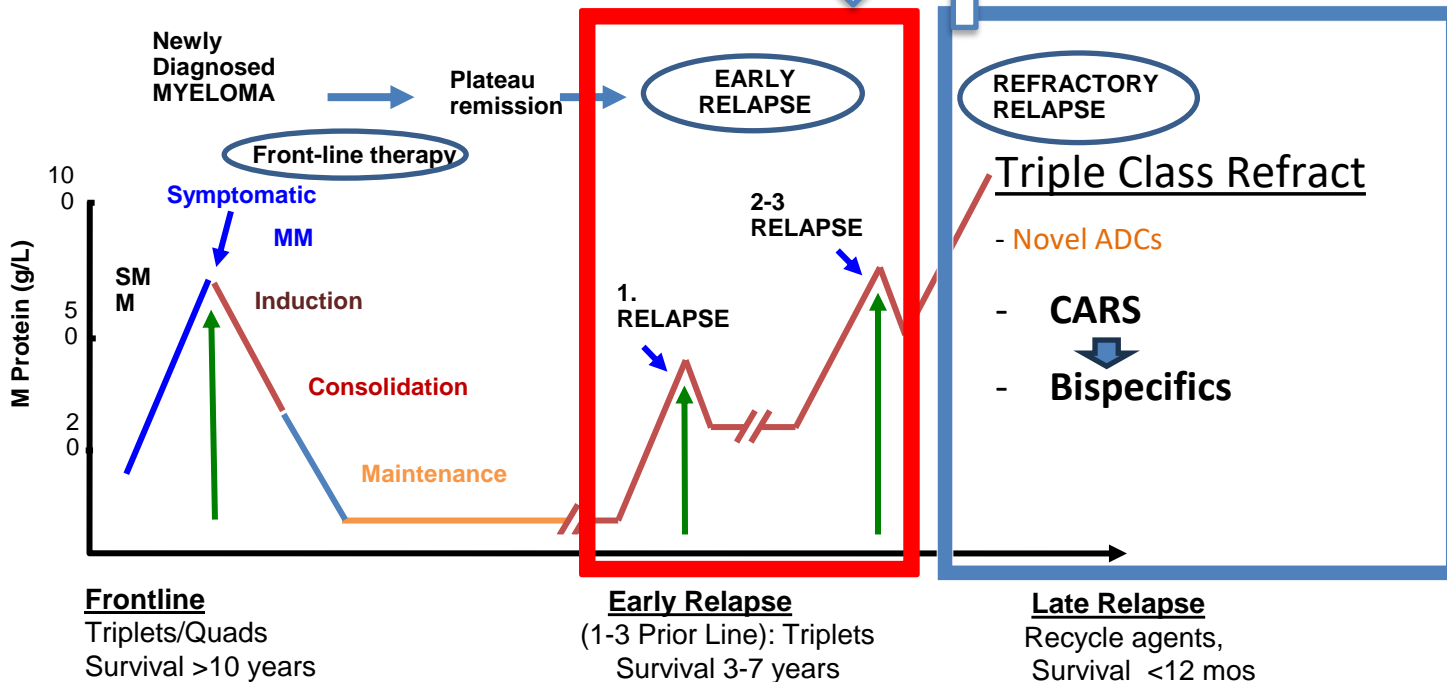 Newly
Diagnosed
MYELOMA
Plateau
remission
EARLY
RELAPSE
REFRACTORY
RELAPSE
Front-line therapy
Triple Class Refract
- Novel ADCs
- CARS
- Bispecifics
M Protein (g/L)
10
0
5
0
2
0
Symptomatic
MM
SM
M
Induction
Consolidation
Maintenance
1.
RELAPSE
2-3
RELAPSE
Frontline
Triplets/Quads
Survival >10 years
Early Relapse
(1-3 Prior Line): Triplets
Survival 3-7 years
Late Relapse
Recycle agents,
Survival <12 mos